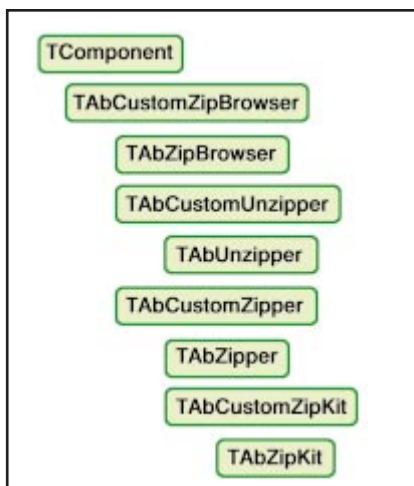 TComponent
TAbCustomZipBrowser
TAbZipBrowser
TAbCustomUnzipper
TAbUnzipper
TAbCustomZipper
TAbZipper
TAbCustomZipKit
TAbZipKit